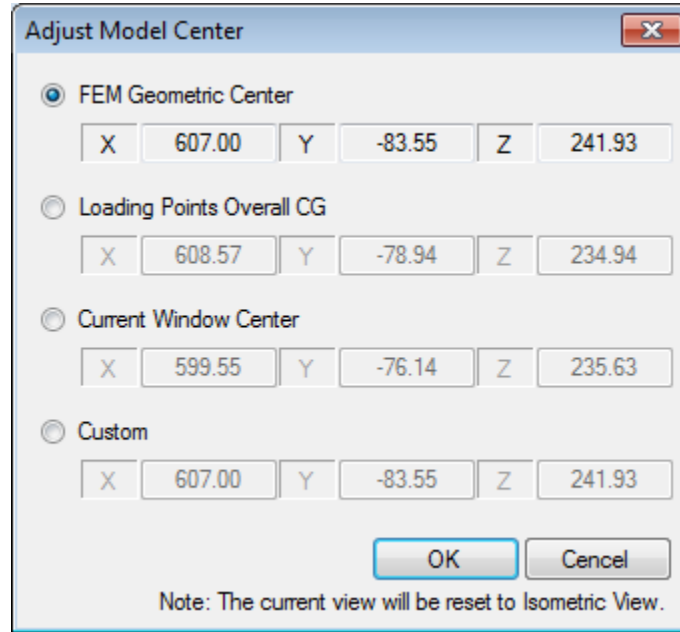 Adjust Model Center
FEM Geometric Center
X 607.00 Y -83.55 Z 241.93
Loading Points Overall CG
X 608.57 Y -78.94 Z 234.94
Current Window Center
X 599.55 Y -76.14 Z 235.63
Custom
X 607.00 Y -83.55 Z 241.93
OK Cencel
Note: The current view will be reset to Isometric View.